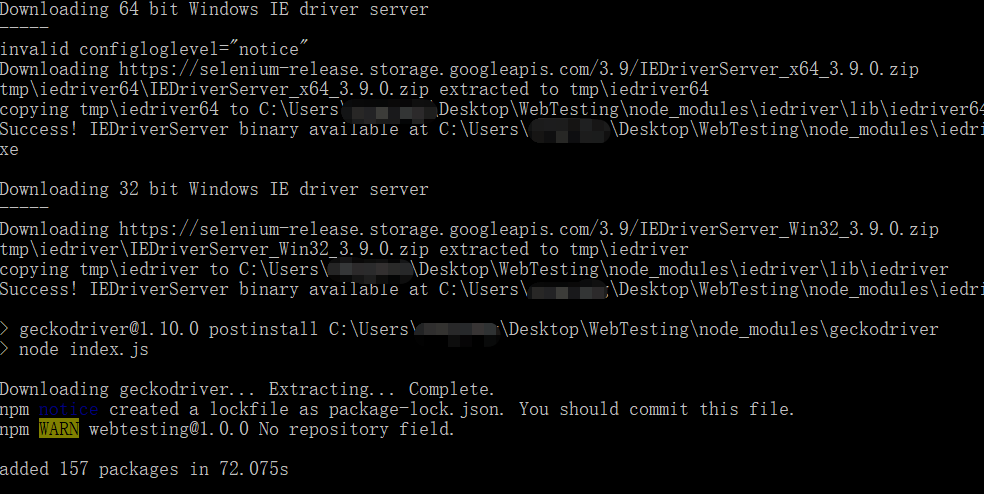 Downloading 64 bit Windows IE driver server
-----
invalid configloglevel="notice"
Downloading https://selenium-release.storage.googleapis.com/3.9/IEDriverServer_x64_3.9.0.zip
tmp\iedriver64\IEDriverServer_x64_3.9.0.zip extracted to tmp\iedriver64
copying tmp\iedriver64 to C:\Users\ \Desktop\WebTesting\node_modules\iedriver\lib\iedriver64
Success! IEDriverServer binary available at C:\Users\ \Desktop\WebTesting\node_modules\iedri
xe
Downloading 32 bit Windows IE driver server
-----
Downloading https://selenium-release.storage.googleapis.com/3.9/IEDriverServer_Win32_3.9.0.zip
tmp\iedriver\IEDriverServer_Win32_3.9.0.zip extracted to tmp\iedriver
copying tmp\iedriver to C:\Users\ \Desktop\WebTesting\node_modules\iedriver\lib\iedriver
Success! IEDriverServer binary available at C:\Users\ \Desktop\WebTesting\node_modules\iedri
> geckodriver@1.10.0 postinstall C:\Users\ \Desktop\WebTesting\node_modules\geckodriver
> node index.js
Downloading geckodriver... Extracting... Complete.
npm notice created a lockfile as package-lock.json. You should commit this file.
npm WARN webtesting@1.0.0 No repository field.
added 157 packages in 72.075s